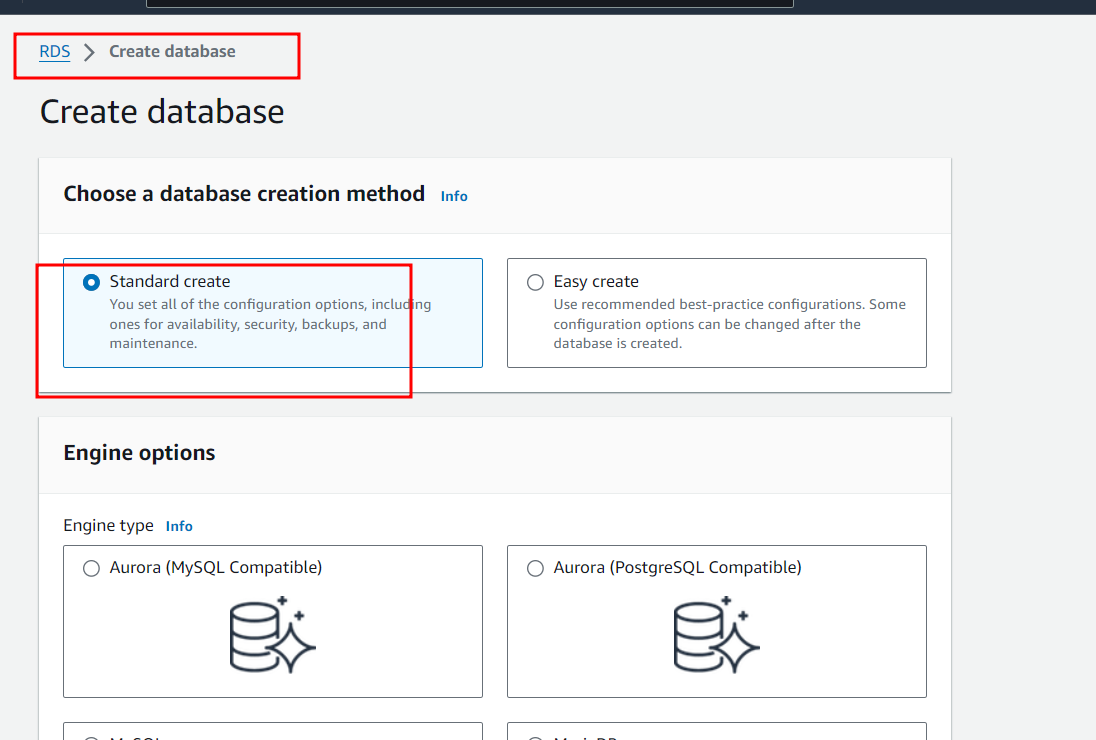 RDS > Create database
Create database
Choose a database creation method Info
Standard create
You set all of the configuration options, including
ones for availability, security, backups, and
maintenance.
Easy create
Use recommended best-practice configurations. Some
configuration options can be changed after the
database is created.
Engine options
Engine type Info
Aurora (MySQL Compatible)
Aurora (PostgreSQL Compatible)